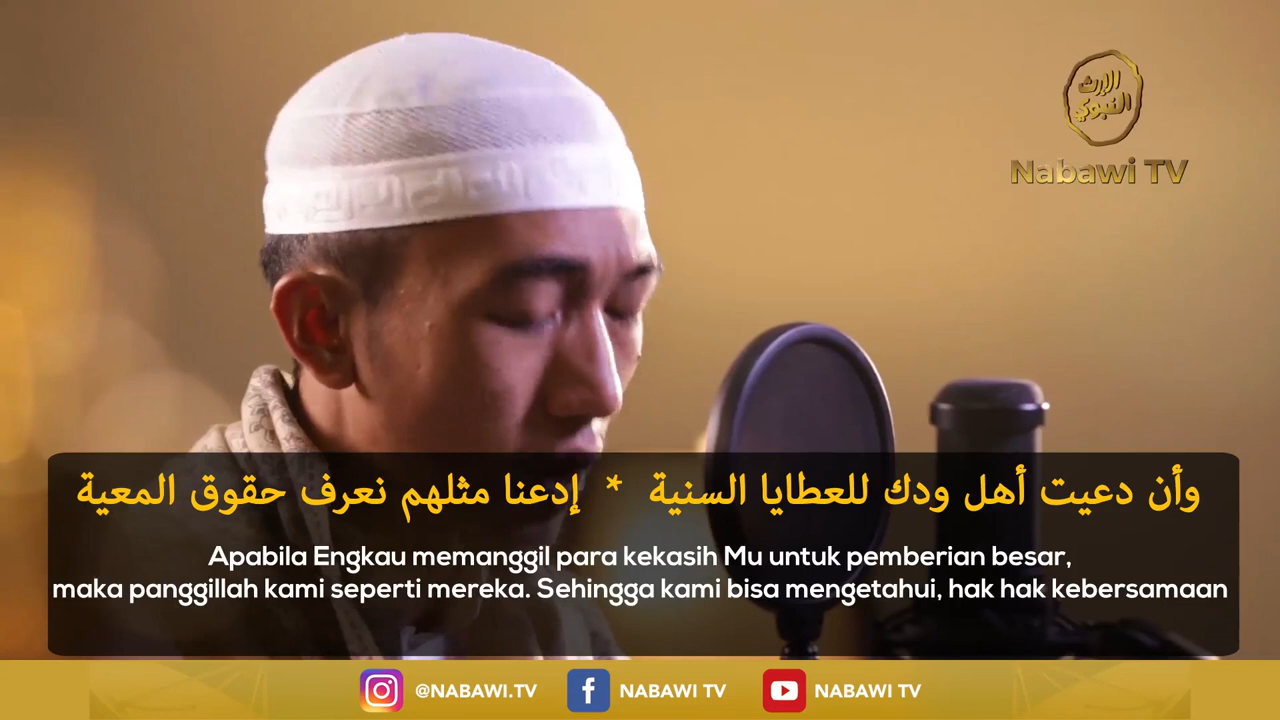 الإرث
النبوي
Nabawi TV
وأن دعيت أهل ودك للعطايا السنية * إدعنا مثلهم نعرف حقوق المعية
Apabila Engkau memanggil para kekasih Mu untuk pemberian besar,
maka panggillah kami seperti mereka. Sehingga kami bisa mengetahui, hak hak kebersamaan
@NABAWI.TV NABAWI TV NABAWI TV